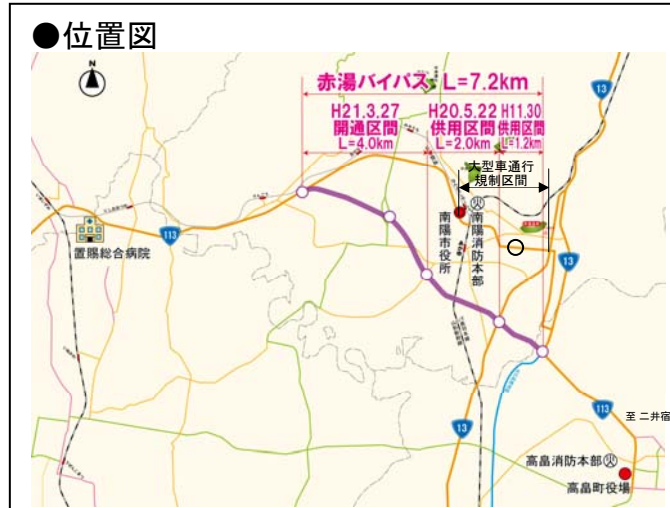 ●位置図
赤湯バイパス L=7.2km
H21.3.27
開通区間
L=4.0km
H20.5.22
供用区間
L=2.0km
H11.30
供用区間
L=1.2km
大型車通行
規制区間
13
南陽市役所
㊋南陽消防本部
置賜総合病院
113
13
13
113
至 二井宿
高畠消防本部㊋
高畠町役場